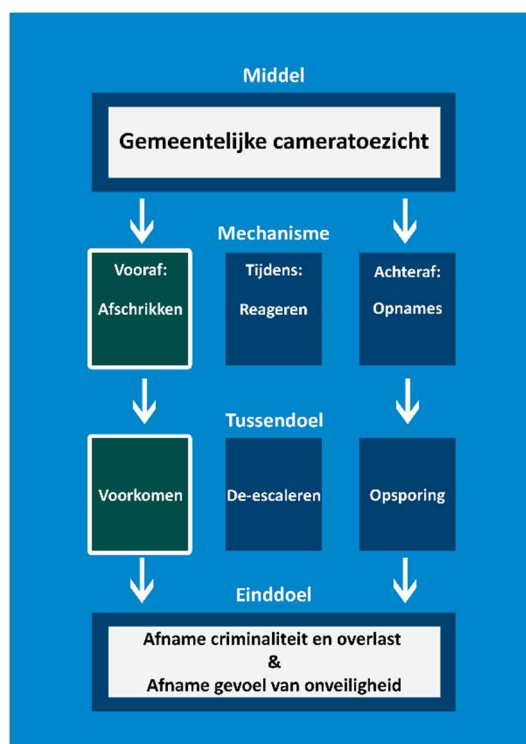 Middel
Gemeentelijke cameratoezicht
Mechanisme
Vooraf:
Afschrikken
Tijdens:
Reageren
Achteraf:
Opnames
Tussendoel
Voorkomen
De-escaleren
Opsporing
Einddoel
Afname criminaliteit en overlast
&
Afname gevoel van onveiligheid